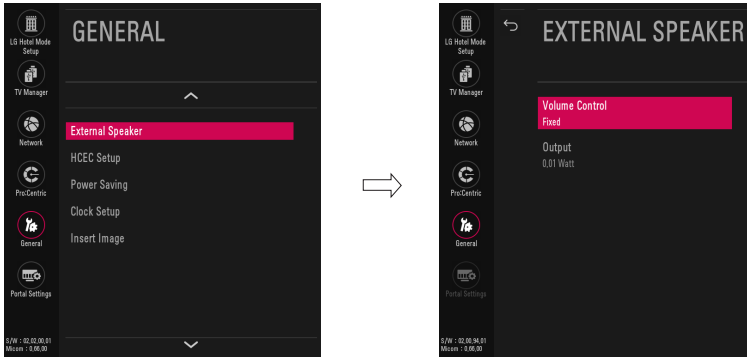 GENERAL
LG Hotel Mode
Setup
TV Manager
Network
Pro:Centric
General
Portal Settings
S/W : 02,02,00,01
Micom : 0,66,00
External Speaker
HCEC Setup
Power Saving
Clock Setup
Insert Image
EXTERNAL SPEAKER
LG Hotel Mode
Setup
TV Manager
Network
Pro:Centric
General
Portal Settings
S/W : 02,00,94,01
Micom : 0,66,00
Volume Control
Fixed
Output
0,01 Watt